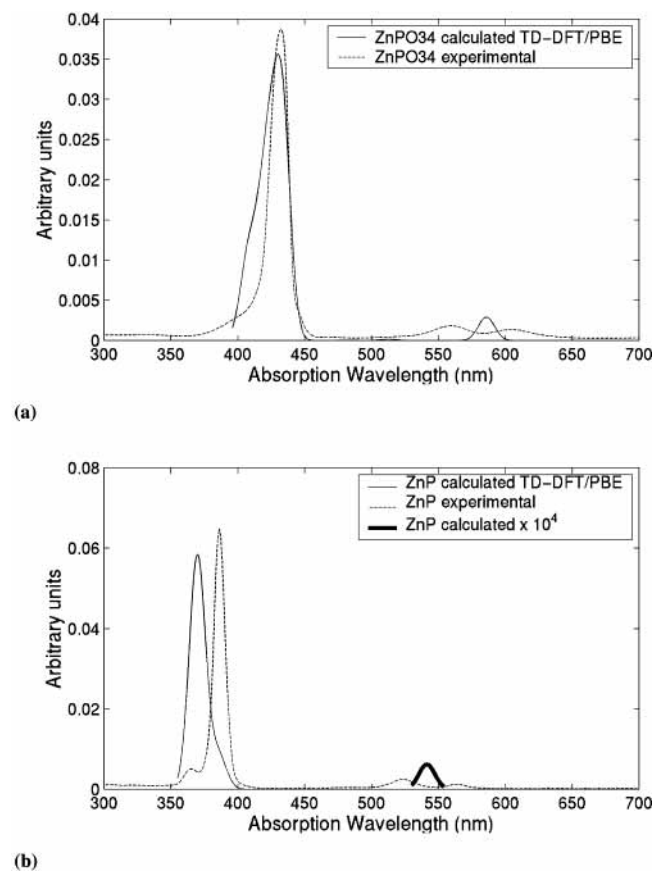 0.04
0.035
0.03
0.025
0.02
0.015
0.01
0.005
0
Arbitrary units
ZnPO34 calculated TD-DFT/PBE
ZnPO34 experimental
300 350 400 450 500 550 600 650 700
Absorption Wavelength (nm)
(a)
0.08
0.06
0.04
0.02
0
Arbitrary units
ZnP calculated TD-DFT/PBE
ZnP experimental
ZnP calculated x 10⁴
300 350 400 450 500 550 600 650 700
Absorption Wavelength (nm)
(b)